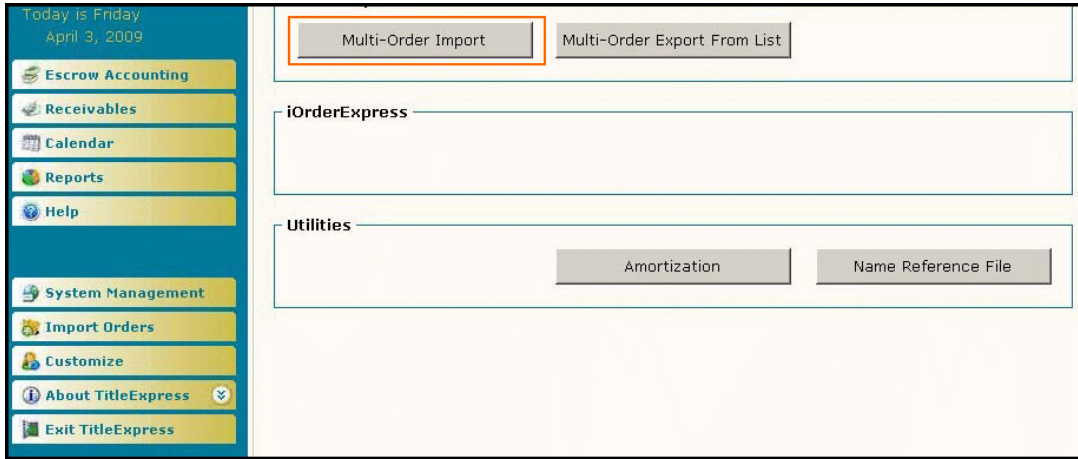 Today is Friday
April 3, 2009
Escrow Accounting
Receivables
Calendar
Reports
Help
System Management
Import Orders
Customize
About TitleExpress
Exit TitleExpress
Multi-Order Import
Multi-Order Export From List
iOrderExpress
Utilities
Amortization
Name Reference File